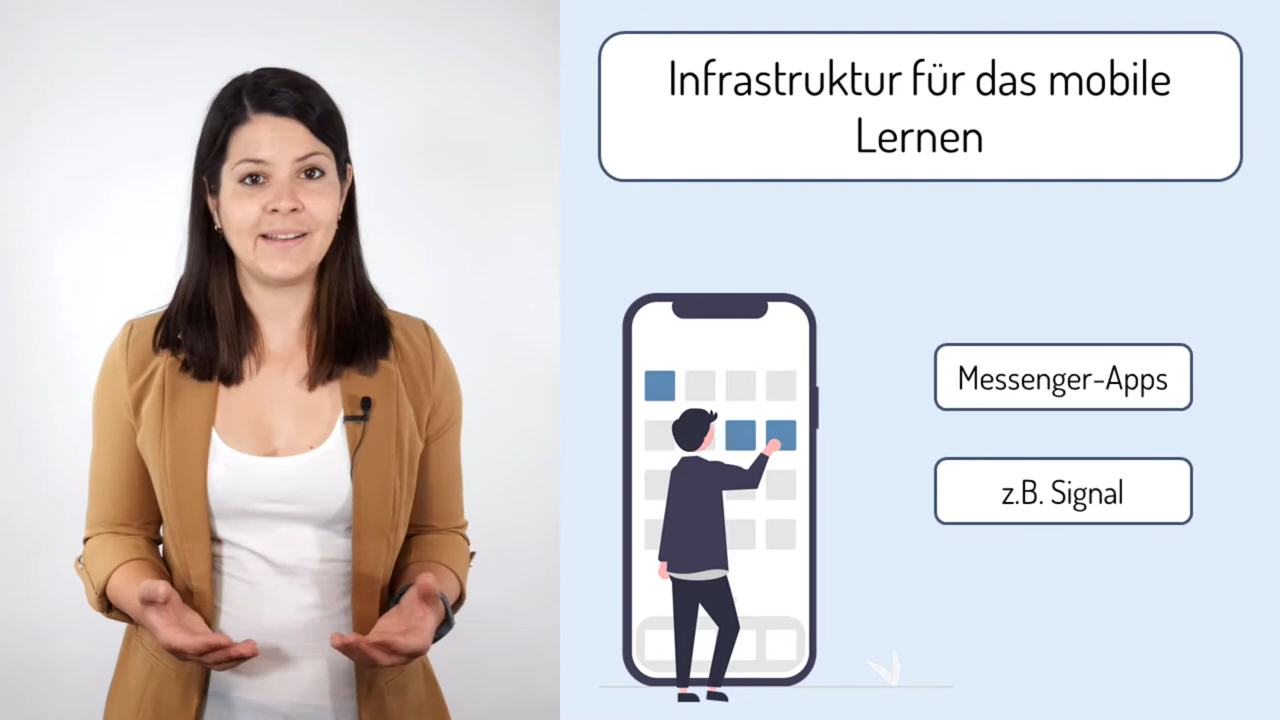 Infrastruktur für das mobile
Lernen
Messenger-Apps
z.B. Signal